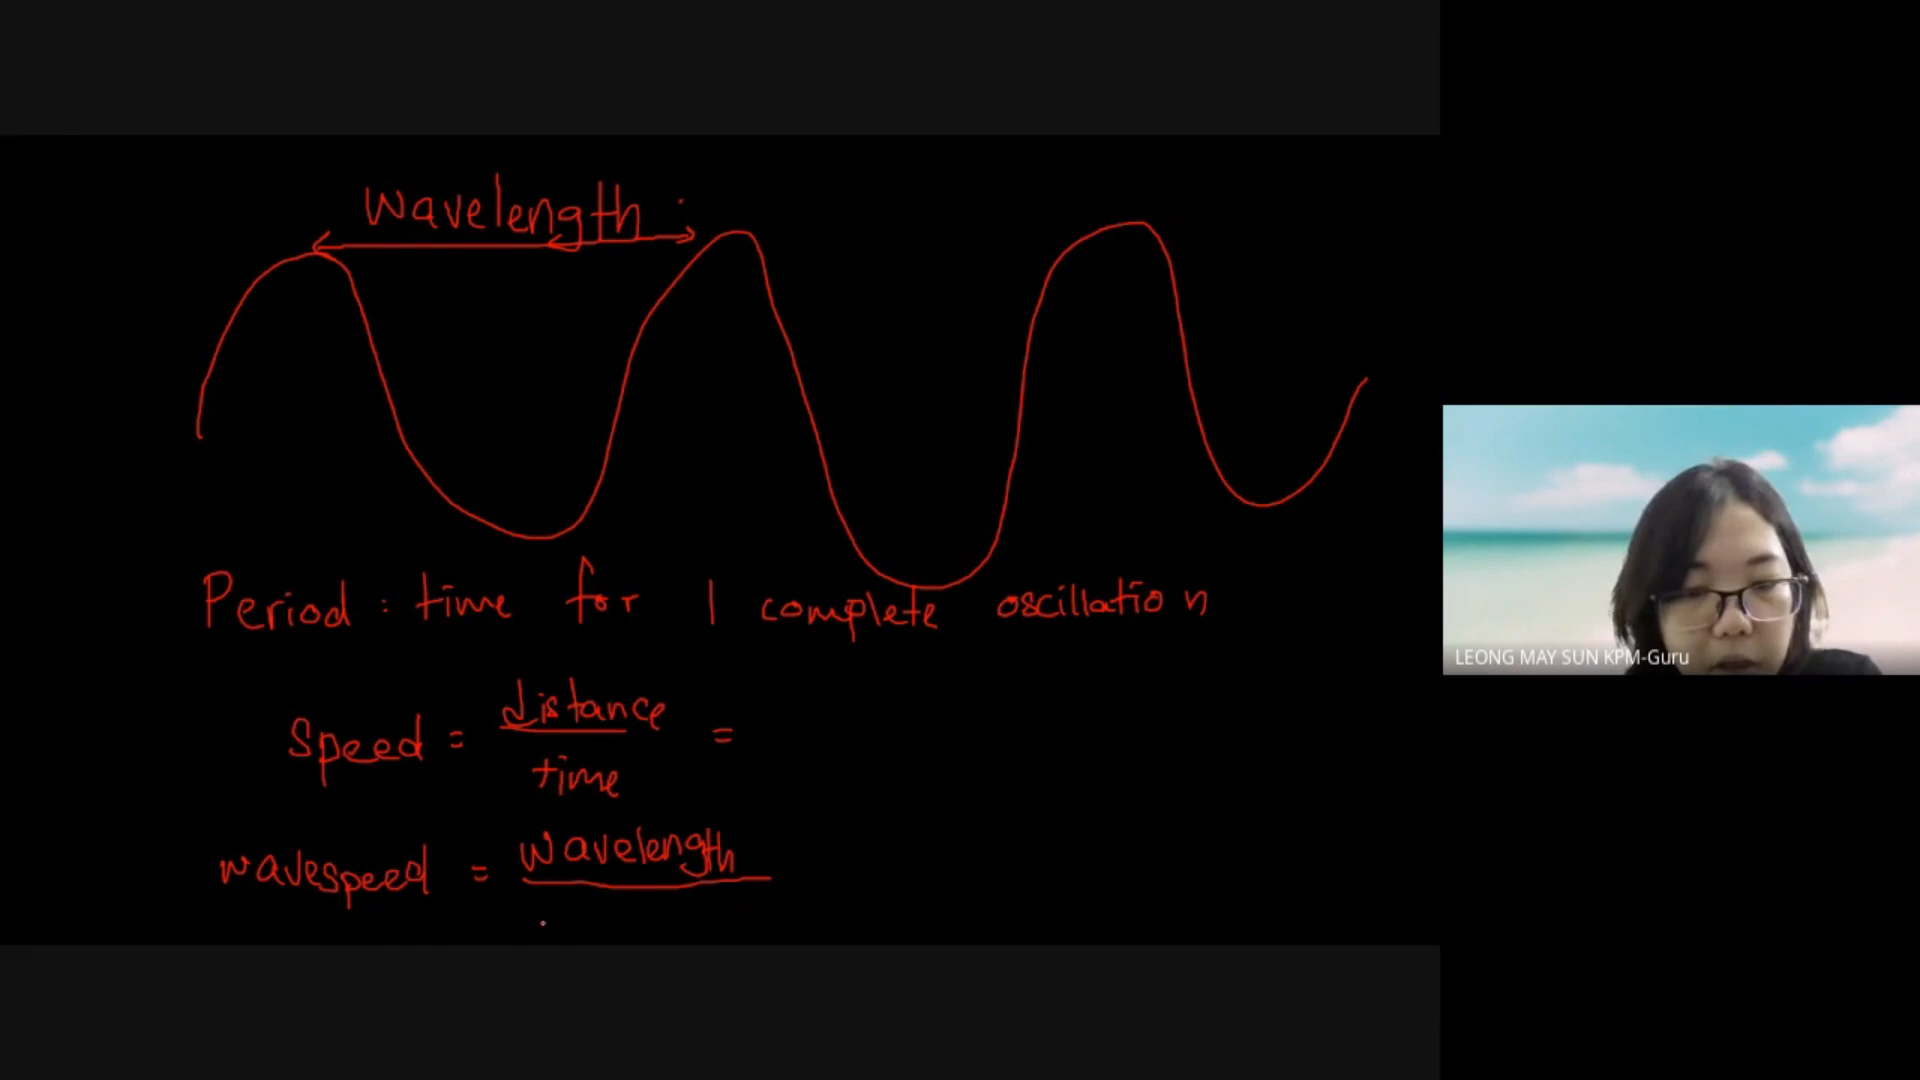 wavelength
Period : time for 1 complete oscillation
Speed = distance / time =
wavespeed = wavelength
LEONG MAY SUN KPM-Guru